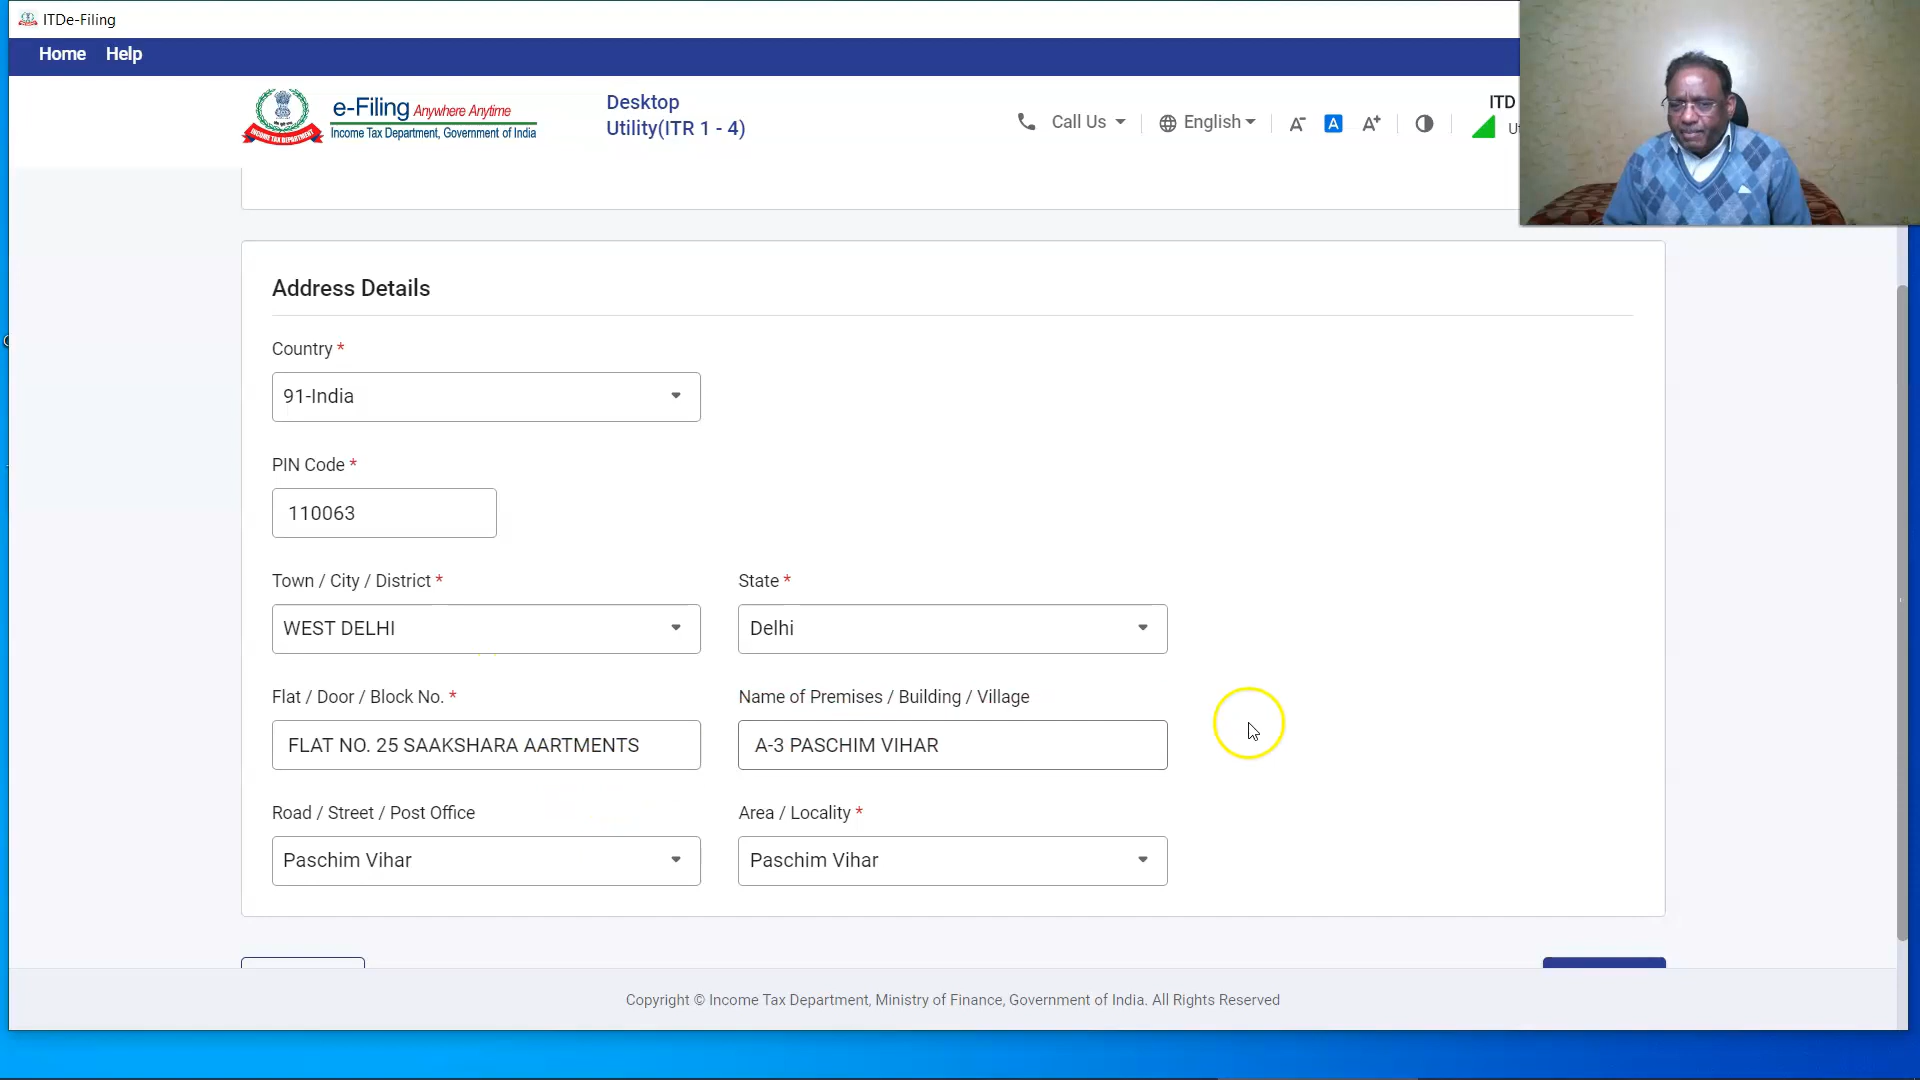 ITDe-Filing
Home Help
e-Filing Anywhere Anytime
Income Tax Department, Government of India
INCOME TAX DEPARTMENT
Desktop
Utility(ITR 1 - 4)
Call Us
English
A-
A
A+
ITD
Address Details
Country *
91-India
PIN Code *
110063
Town / City / District *
State *
WEST DELHI
Delhi
Flat / Door / Block No. *
Name of Premises / Building / Village
FLAT NO. 25 SAAKSHARA AARTMENTS
A-3 PASCHIM VIHAR
Road / Street / Post Office
Area / Locality *
Paschim Vihar
Paschim Vihar
Copyright © Income Tax Department, Ministry of Finance, Government of India. All Rights Reserved